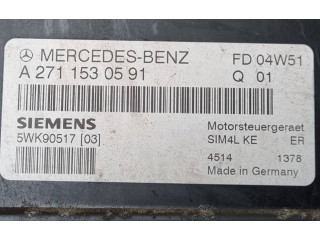 MERCEDES-BENZ FD 04W51
A 271 153 05 91 Q 01
SIEMENS Motorsteuergeraet
5WK90517 [03] SIM4L KE ER
4514 1378
Made in Germany